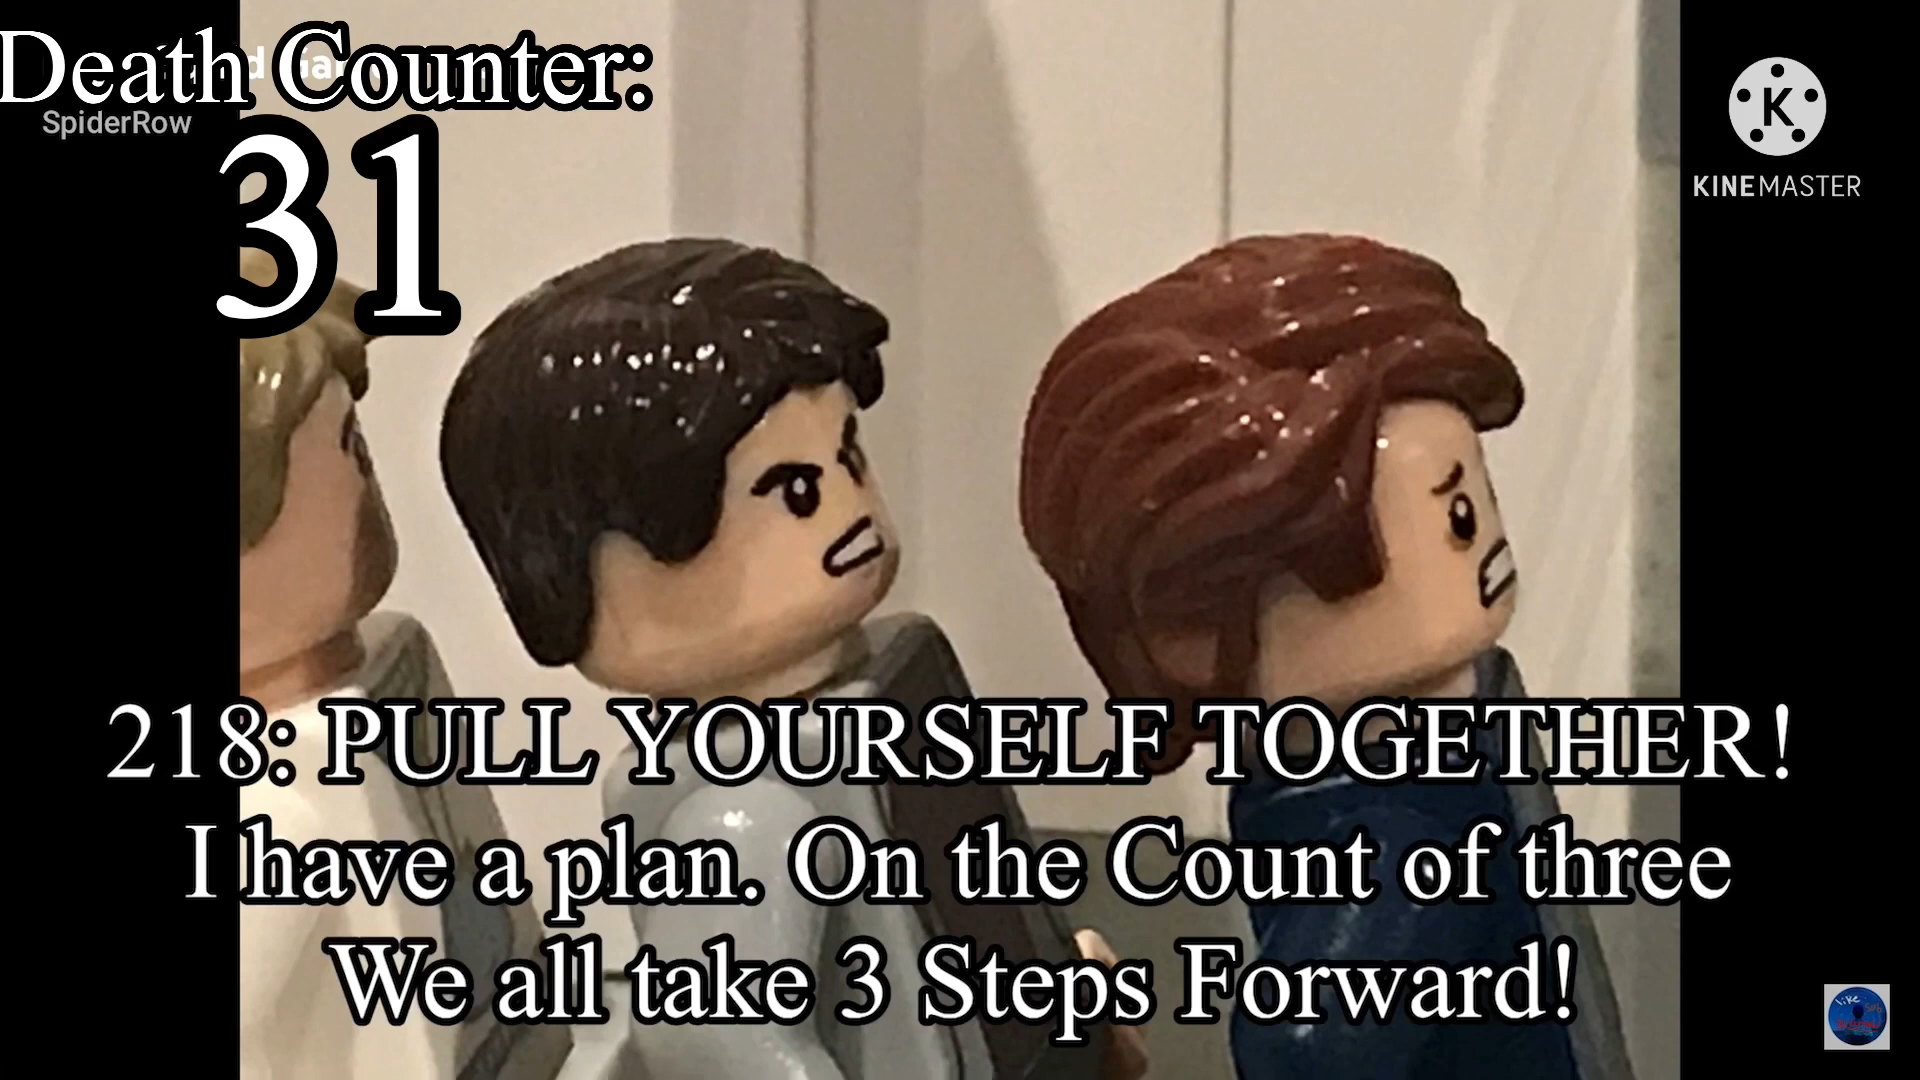 Death Counter:
SpiderRow
31
K
KINEMASTER
218: PULL YOURSELF TOGETHER!
I have a plan. On the Count of three
We all take 3 Steps Forward!
like